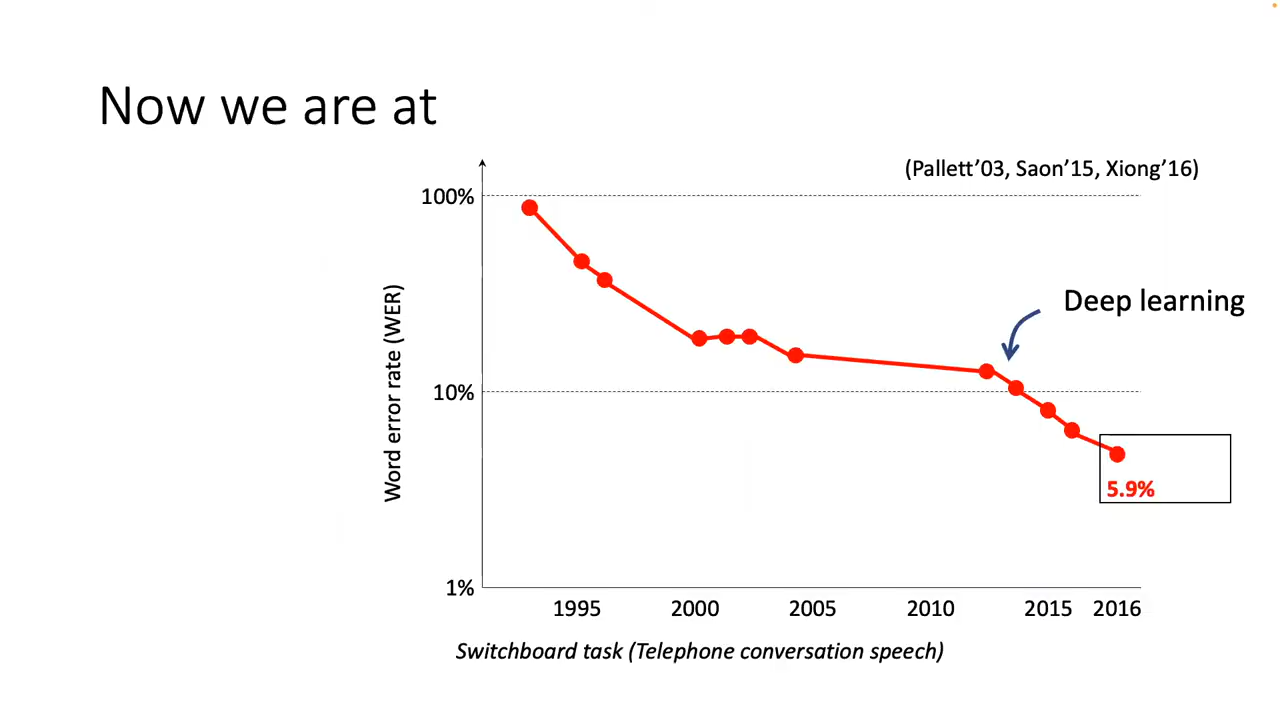 Now we are at
(Pallett’03, Saon’15, Xiong’16)
100%
Deep learning
Word error rate (WER)
10%
5.9%
1%
1995 2000 2005 2010 2015 2016
Switchboard task (Telephone conversation speech)